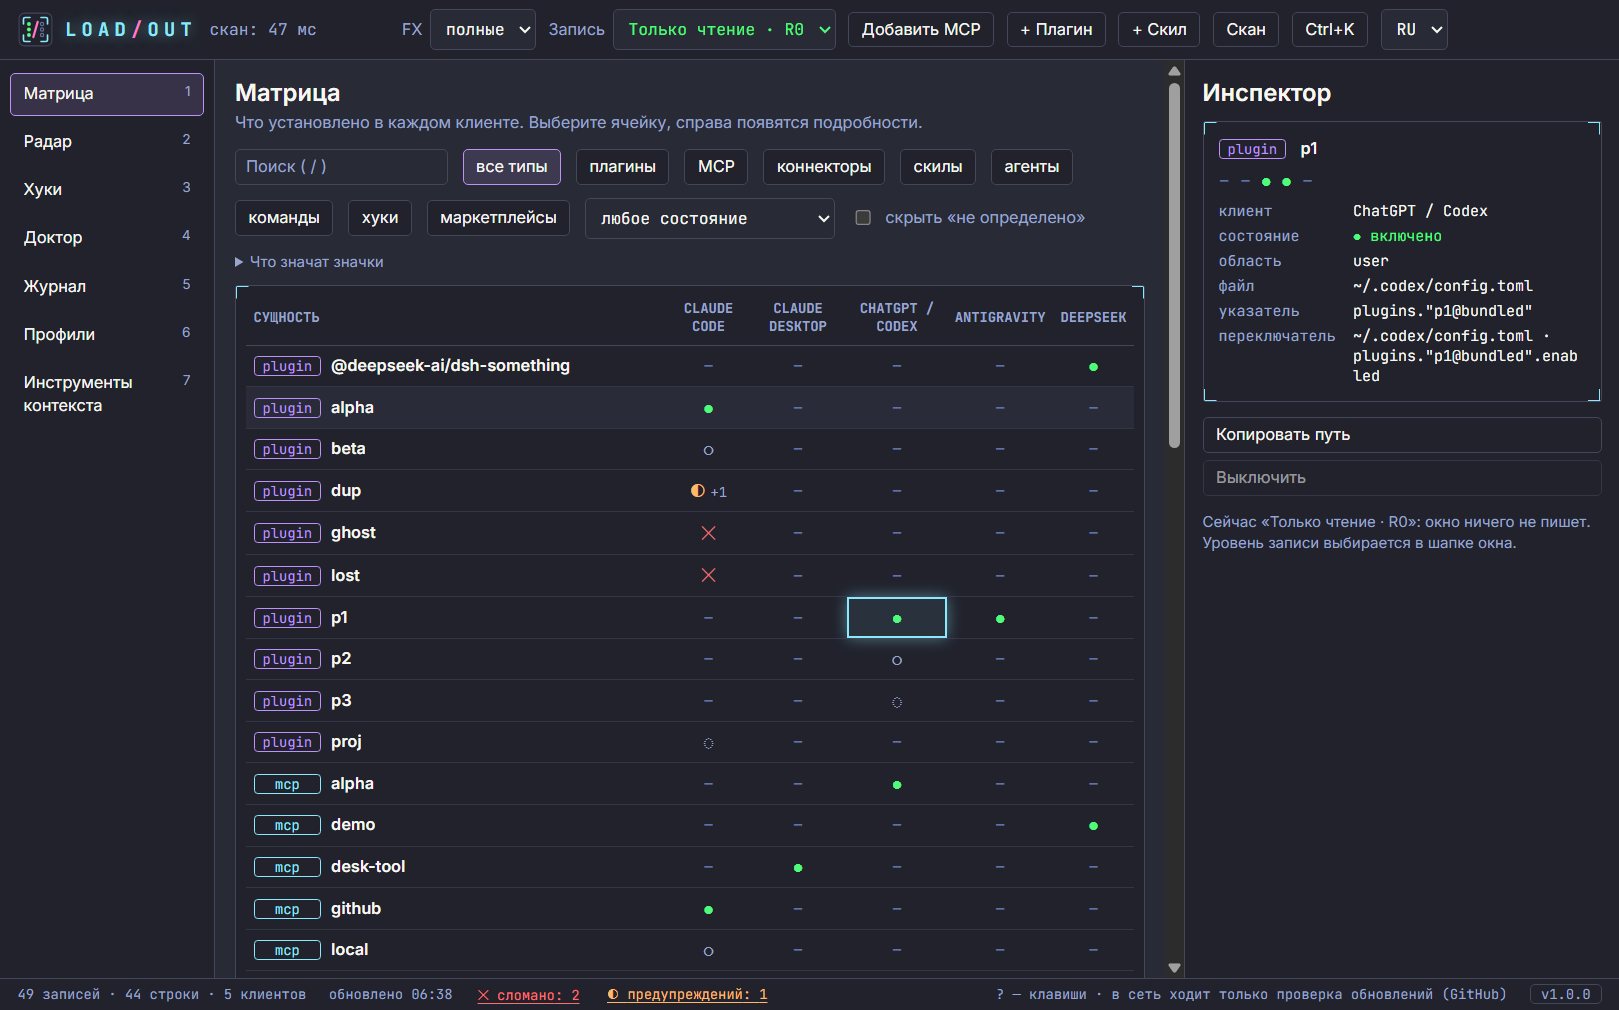 LOAD/OUT скан: 47 мс FX полные Запись Только чтение · R0 Добавить MCP + Плагин + Скил Скан Ctrl+K RU
Матрица 1
Радар 2
Хуки 3
Доктор 4
Журнал 5
Профили 6
Инструменты контекста 7
Матрица
Что установлено в каждом клиенте. Выберите ячейку, справа появятся подробности.
Поиск ( / ) все типы плагины MCP коннекторы скилы агенты
команды хуки маркетплейсы любое состояние скрыть «не определено»
▶ Что значат значки
СУЩНОСТЬ CLAUDE CODE CLAUDE DESKTOP CHATGPT / CODEX ANTIGRAVITY DEEPSEEK
plugin @deepseek-ai/dsh-something – – – – ●
plugin alpha ● – – – –
plugin beta ○ – – – –
plugin dup ◐ +1 – – – –
plugin ghost ✕ – – – –
plugin lost ✕ – – – –
plugin p1 – – ● ● –
plugin p2 – – ○ – –
plugin p3 – – ◌ – –
plugin proj ◌ – – – –
mcp alpha – – ● – –
mcp demo – – – – ●
mcp desk-tool – ● – – –
mcp github ● – – – –
mcp local ○ – – – –
Инспектор
plugin p1
– – ● ● –
клиент ChatGPT / Codex
состояние ● включено
область user
файл ~/.codex/config.toml
указатель plugins."p1@bundled"
переключатель ~/.codex/config.toml ·
plugins."p1@bundled".enab
led
Копировать путь
Выключить
Сейчас «Только чтение · R0»: окно ничего не пишет.
Уровень записи выбирается в шапке окна.
49 записей · 44 строки · 5 клиентов обновлено 06:38 ✕ сломано: 2 ◐ предупреждений: 1 ? — клавиши · в сеть ходит только проверка обновлений (GitHub) v1.0.0